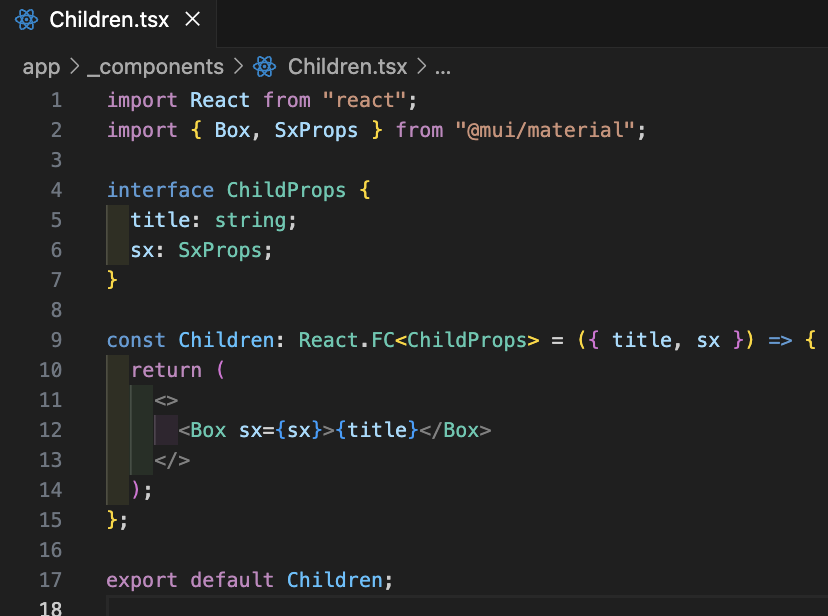 Children.tsx ×
app > _components > Children.tsx > ...
1 import React from "react";
2 import { Box, SxProps } from "@mui/material";
3
4 interface ChildProps {
5   title: string;
6   sx: SxProps;
7 }
8
9 const Children: React.FC<ChildProps> = ({ title, sx }) => {
10   return (
11     <>
12       <Box sx={sx}>{title}</Box>
13     </>
14   );
15 };
16
17 export default Children;
18